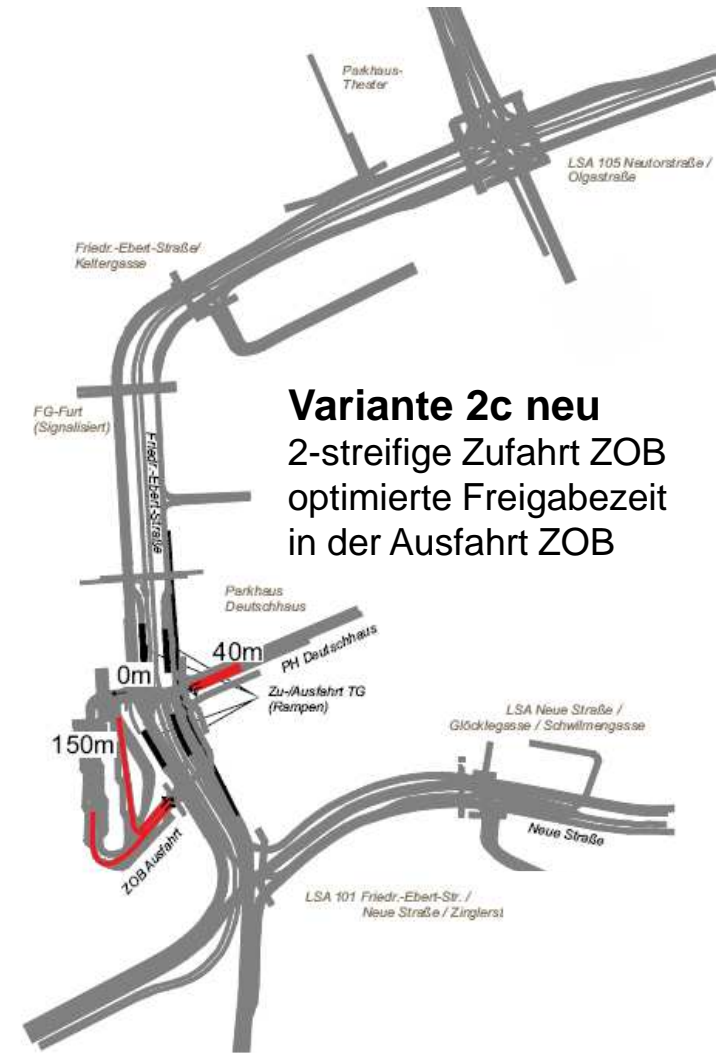 Parkhaus-
Theater
LSA 105 Neutorstraße /
Olgastraße
Friedr.-Ebert-Straße/
Keltergasse
Variante 2c neu
2-streifige Zufahrt ZOB
optimierte Freigabezeit
in der Ausfahrt ZOB
FG-Furt
(Signalisiert)
Friedr.-Ebert-Straße
Parkhaus
Deutschhaus
40m
PH Deutschhaus
0m
Zu-/Ausfahrt TG
(Rampen)
150m
LSA Neue Straße /
Glöcklegasse / Schwilmengasse
Neue Straße
ZOB Ausfahrt
LSA 101 Friedr.-Ebert-Str. /
Neue Straße / Zinglerst